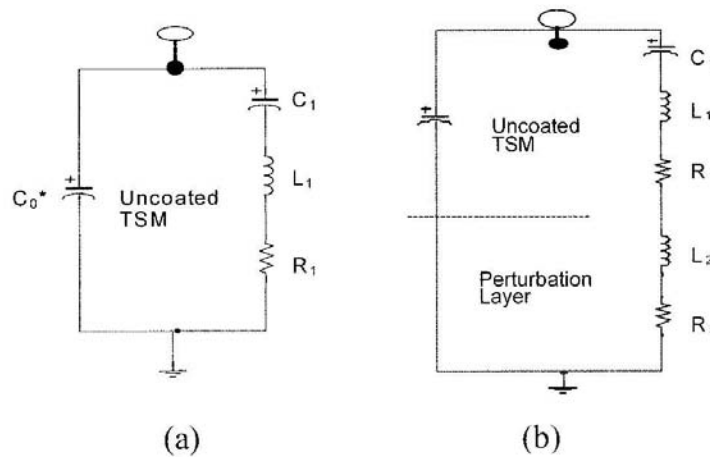 +
C₁
L₁
C₀*
+
Uncoated
TSM
R₁
(a)
+
C
L₁
+
Uncoated
TSM
R
L₂
Perturbation
Layer
R
(b)